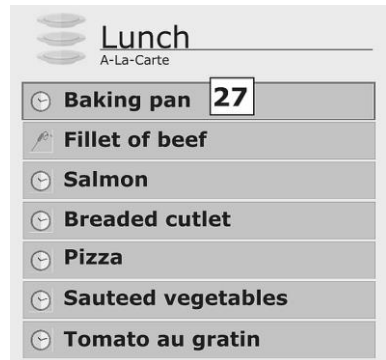 Lunch
A-La-Carte
Baking pan 27
Fillet of beef
Salmon
Breaded cutlet
Pizza
Sauteed vegetables
Tomato au gratin